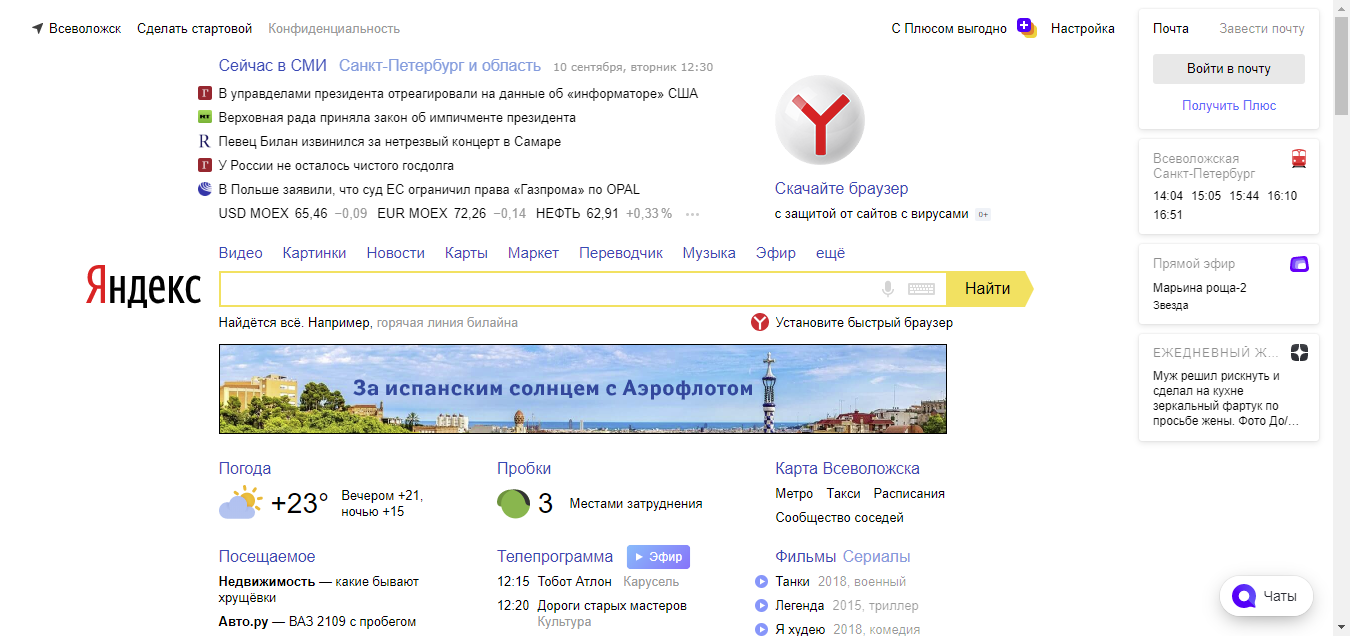 Всеволожск Сделать стартовой Конфиденциальность
С Плюсом выгодно Настройка
Сейчас в СМИ Санкт-Петербург и область 10 сентября, вторник 12:30
В управделами президента отреагировали на данные об «информаторе» США
RT Верховная рада приняла закон об импичменте президента
R Певец Билан извинился за нетрезвый концерт в Самаре
У России не осталось чистого госдолга
В Польше заявили, что суд ЕС ограничил права «Газпрома» по OPAL
USD MOEX 65,46 −0,09 EUR MOEX 72,26 −0,14 НЕФТЬ 62,91 +0,33 % ···
Скачайте браузер
с защитой от сайтов с вирусами 0+
Видео Картинки Новости Карты Маркет Переводчик Музыка Эфир ещё
Яндекс
Найти
Найдётся всё. Например, горячая линия билайна
Установите быстрый браузер
За испанским солнцем с Аэрофлотом
Погода
+23° Вечером +21,
ночью +15
Пробки
3 Местами затруднения
Карта Всеволожска
Метро Такси Расписания
Сообщество соседей
Посещаемое
Недвижимость — какие бывают
хрущёвки
Авто.ру — ВАЗ 2109 с пробегом
Телепрограмма Эфир
12:15 Тобот Атлон Карусель
12:20 Дороги старых мастеров
Культура
Фильмы Сериалы
Танки 2018, военный
Легенда 2015, триллер
Я худею 2018, комедия
Почта Завести почту
Войти в почту
Получить Плюс
Всеволожская
Санкт-Петербург
14:04 15:05 15:44 16:10
16:51
Прямой эфир
Марьина роща-2
Звезда
ЕЖЕДНЕВНЫЙ Ж...
Муж решил рискнуть и
сделал на кухне
зеркальный фартук по
просьбе жены. Фото До/...
Чаты